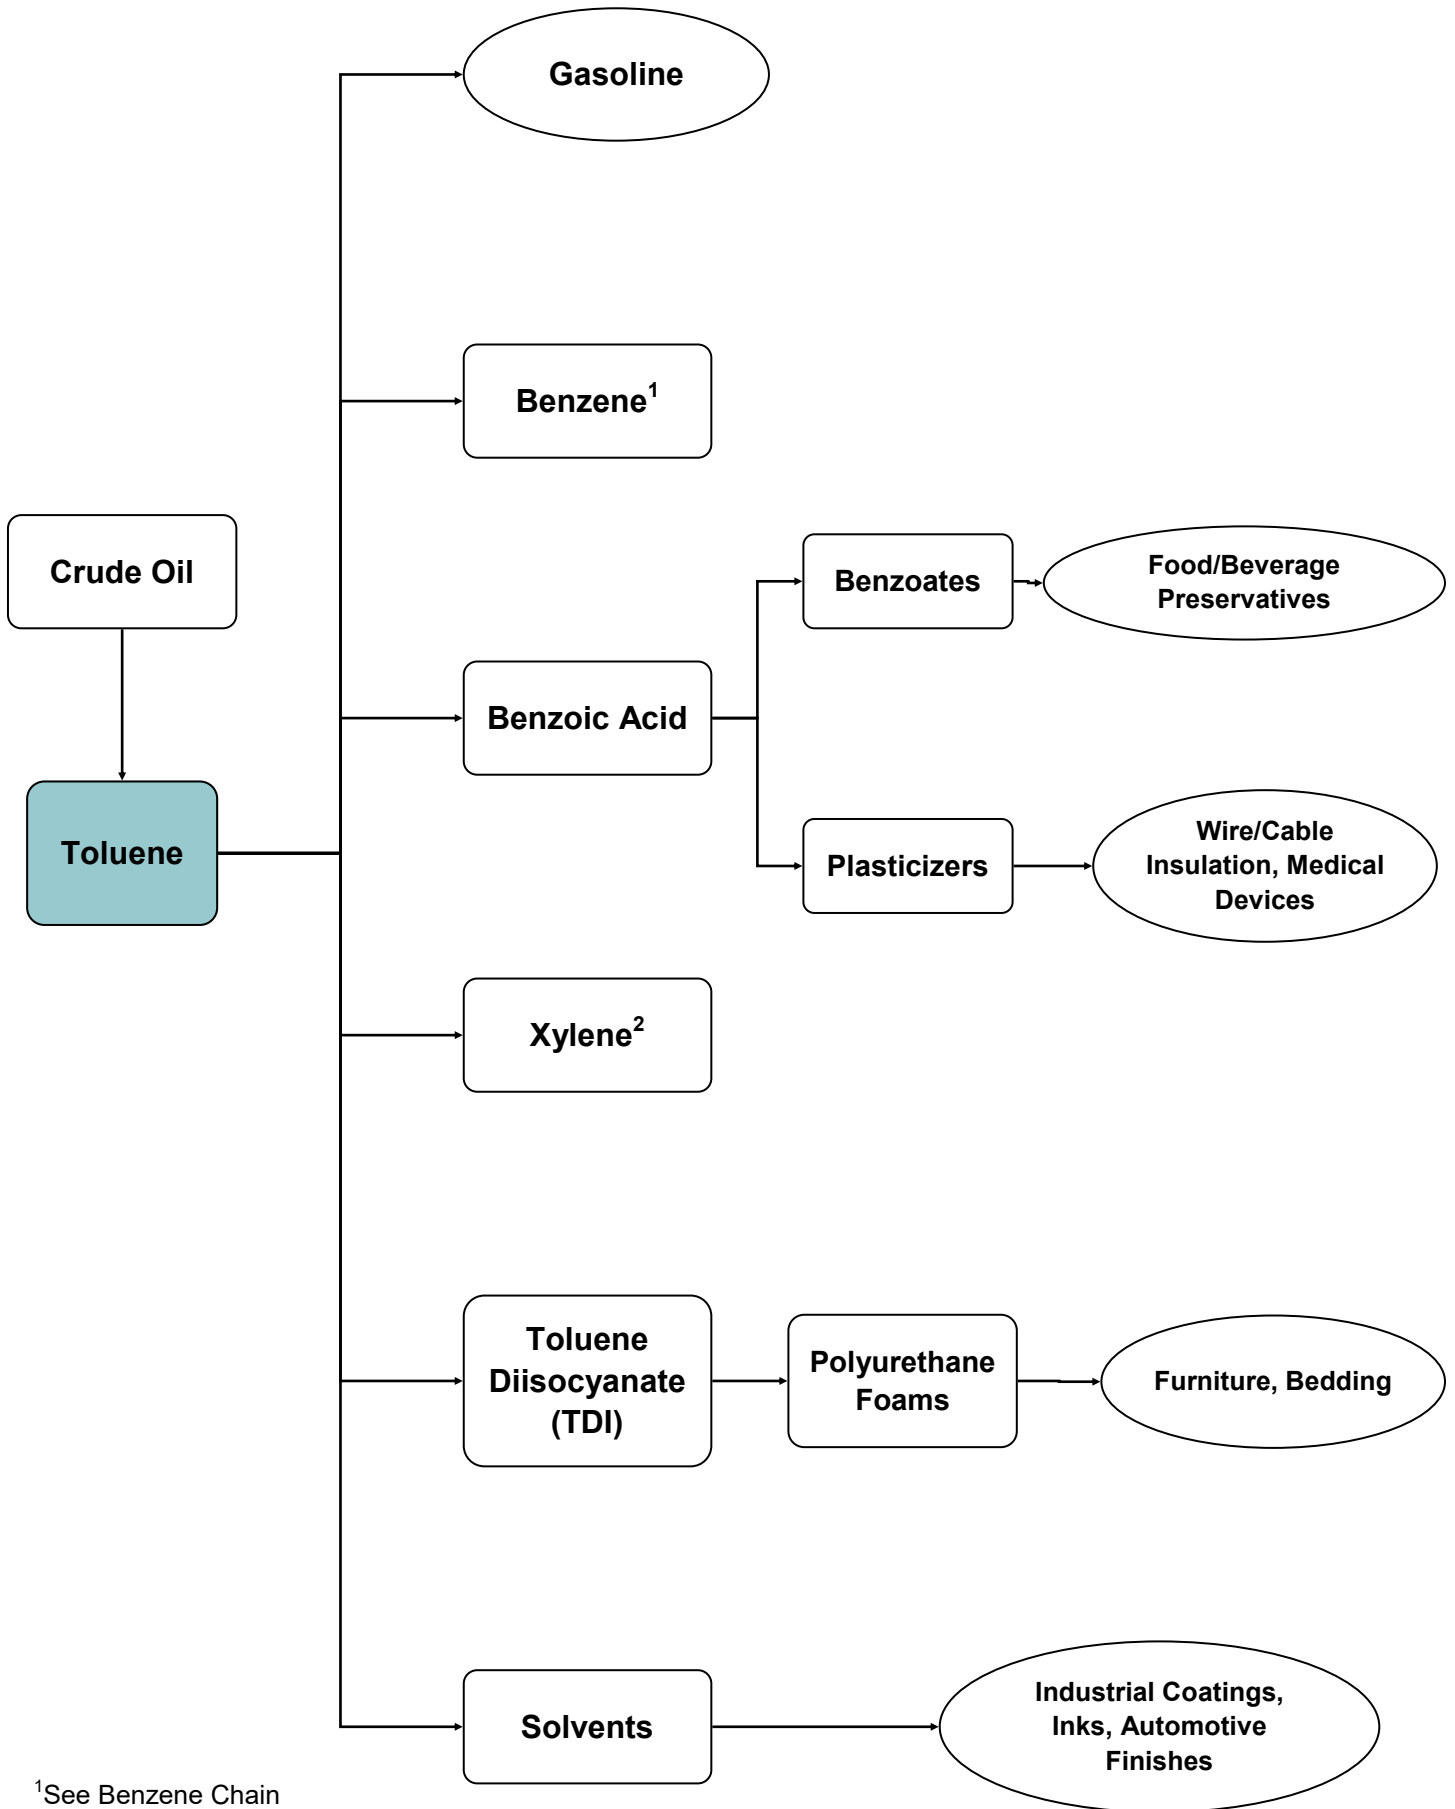 Gasoline
Benzene¹
Crude Oil
Benzoates
Food/Beverage
Preservatives
Benzoic Acid
Toluene
Plasticizers
Wire/Cable
Insulation, Medical
Devices
Xylene²
Toluene
Diisocyanate
(TDI)
Polyurethane
Foams
Furniture, Bedding
Solvents
Industrial Coatings,
Inks, Automotive
Finishes
¹See Benzene Chain